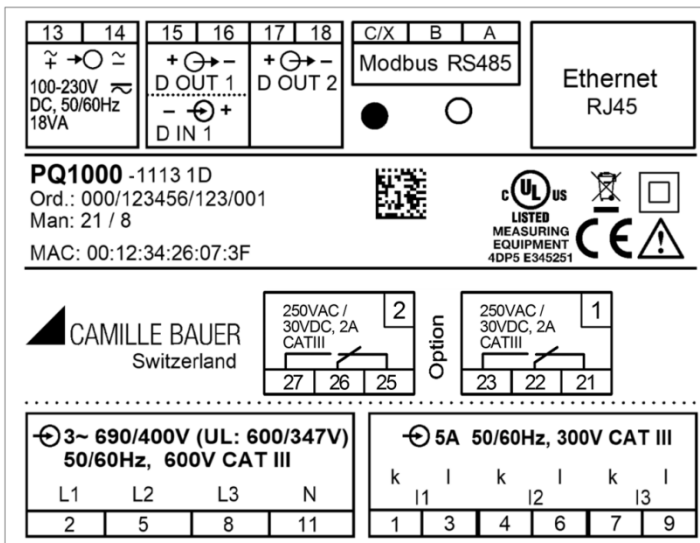 13 14
100-230V
DC, 50/60Hz
18VA
15 16
+ -
D OUT 1
- +
D IN 1
17 18
+ -
D OUT 2
C/X B A
Modbus RS485
Ethernet
RJ45
PQ1000 -1113 1D
Ord.: 000/123456/123/001
Man: 21 / 8
MAC: 00:12:34:26:07:3F
C UL US
LISTED
MEASURING
EQUIPMENT
4DP5 E345251
CE
CAMILLE BAUER
Switzerland
250VAC / 2
30VDC, 2A
CATIII
27 26 25
Option
250VAC / 1
30VDC, 2A
CATIII
23 22 21
3~ 690/400V (UL: 600/347V)
50/60Hz, 600V CAT III
L1 L2 L3 N
2 5 8 11
5A 50/60Hz, 300V CAT III
k l k l k l
I1 I2 I3
1 3 4 6 7 9